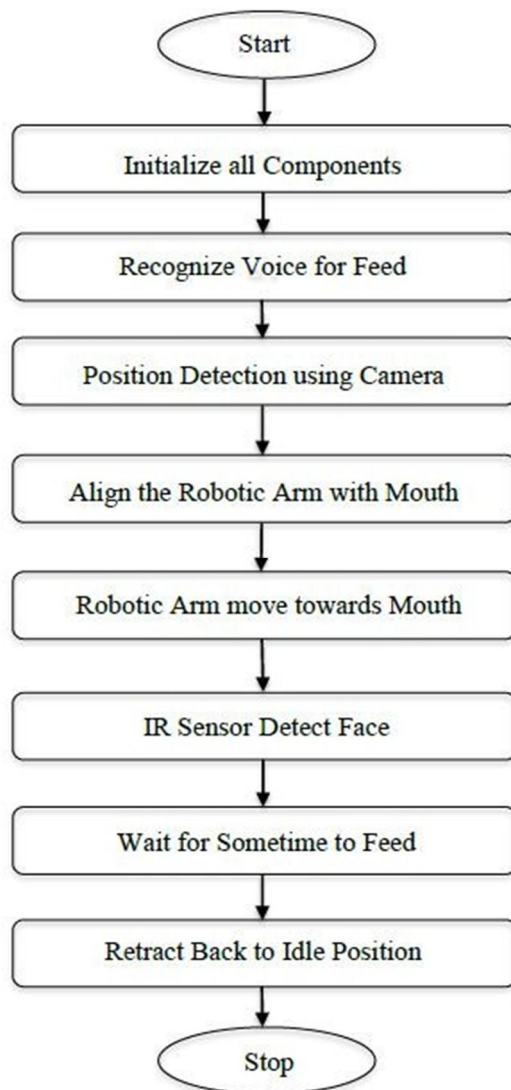 Start
Initialize all Components
Recognize Voice for Feed
Position Detection using Camera
Align the Robotic Arm with Mouth
Robotic Arm move towards Mouth
IR Sensor Detect Face
Wait for Sometime to Feed
Retract Back to Idle Position
Stop